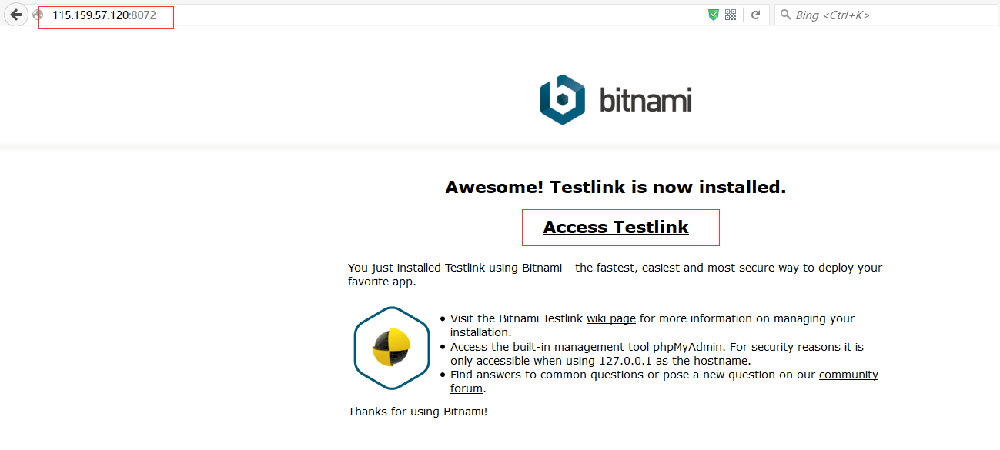 115.159.57.120:8072
Bing <Ctrl+K>
bitnami
Awesome! Testlink is now installed.
Access Testlink
You just installed Testlink using Bitnami - the fastest, easiest and most secure way to deploy your
favorite app.
• Visit the Bitnami Testlink wiki page for more information on managing your
installation.
• Access the built-in management tool phpMyAdmin. For security reasons it is
only accessible when using 127.0.0.1 as the hostname.
• Find answers to common questions or pose a new question on our community
forum.
Thanks for using Bitnami!